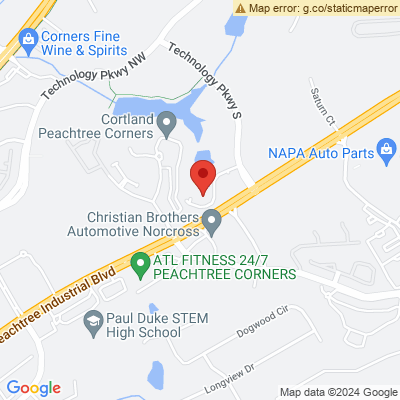 Map error: g.co/staticmaperror
Corners Fine
Wine & Spirits
Technology Pkwy NW
Technology Pkwy S
Saturn Ct
Cortland
Peachtree Corners
NAPA Auto Parts
Christian Brothers
Automotive Norcross
ATL FITNESS 24/7
PEACHTREE CORNERS
Peachtree Industrial Blvd
Paul Duke STEM
High School
Dogwood Cir
Longview Dr
Google
Map data ©2024 Google